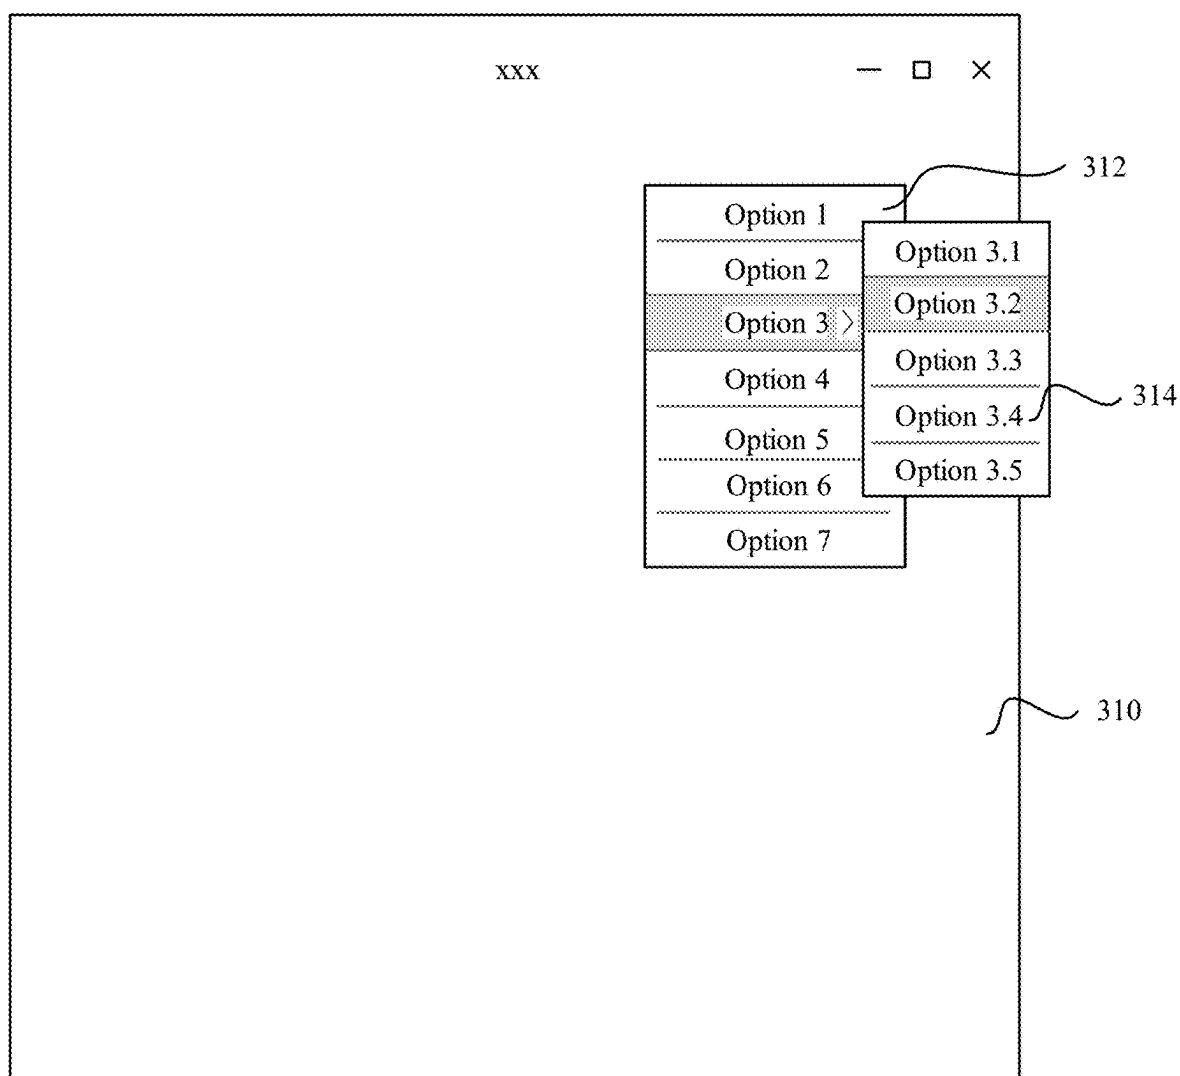 xxx
312
Option 1
Option 2
Option 3 >
Option 4
Option 5
Option 6
Option 7
Option 3.1
Option 3.2
Option 3.3
Option 3.4
Option 3.5
314
310